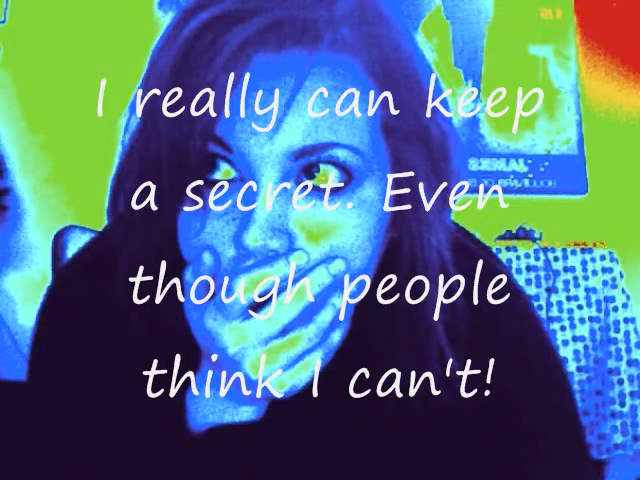 I really can keep
a secret. Even
though people
think I can't!